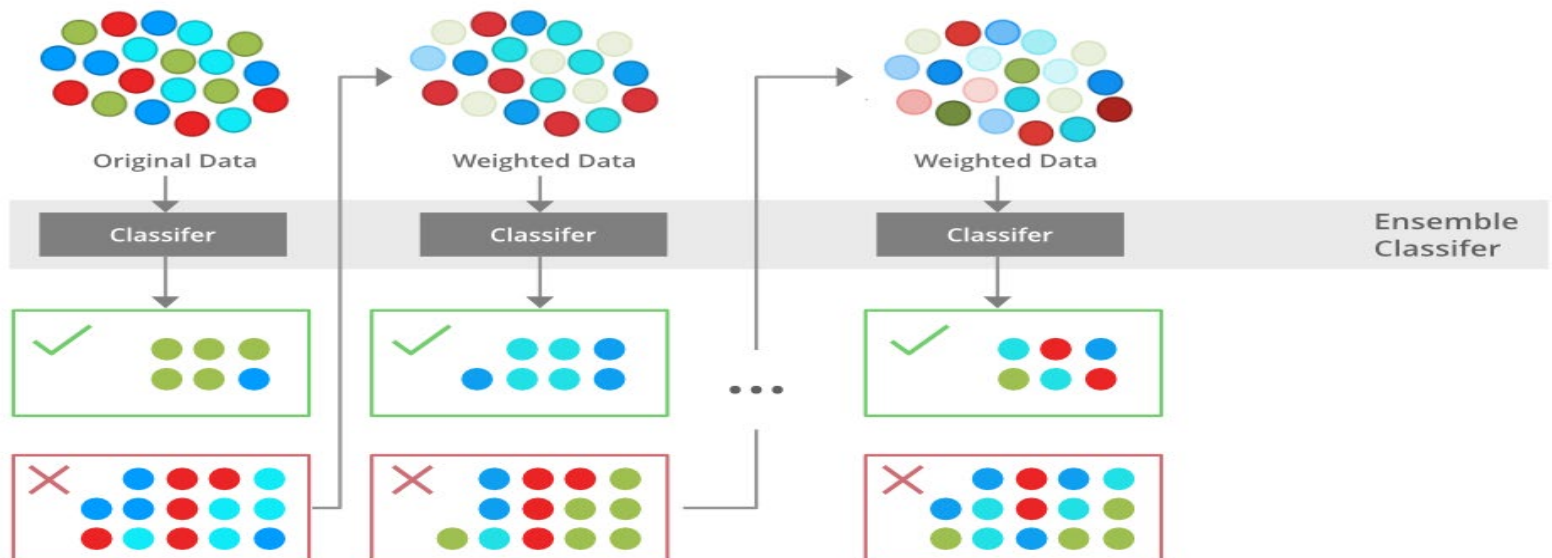 Original Data
Weighted Data
Weighted Data
Classifer
Classifer
Classifer
Ensemble
Classifer
...